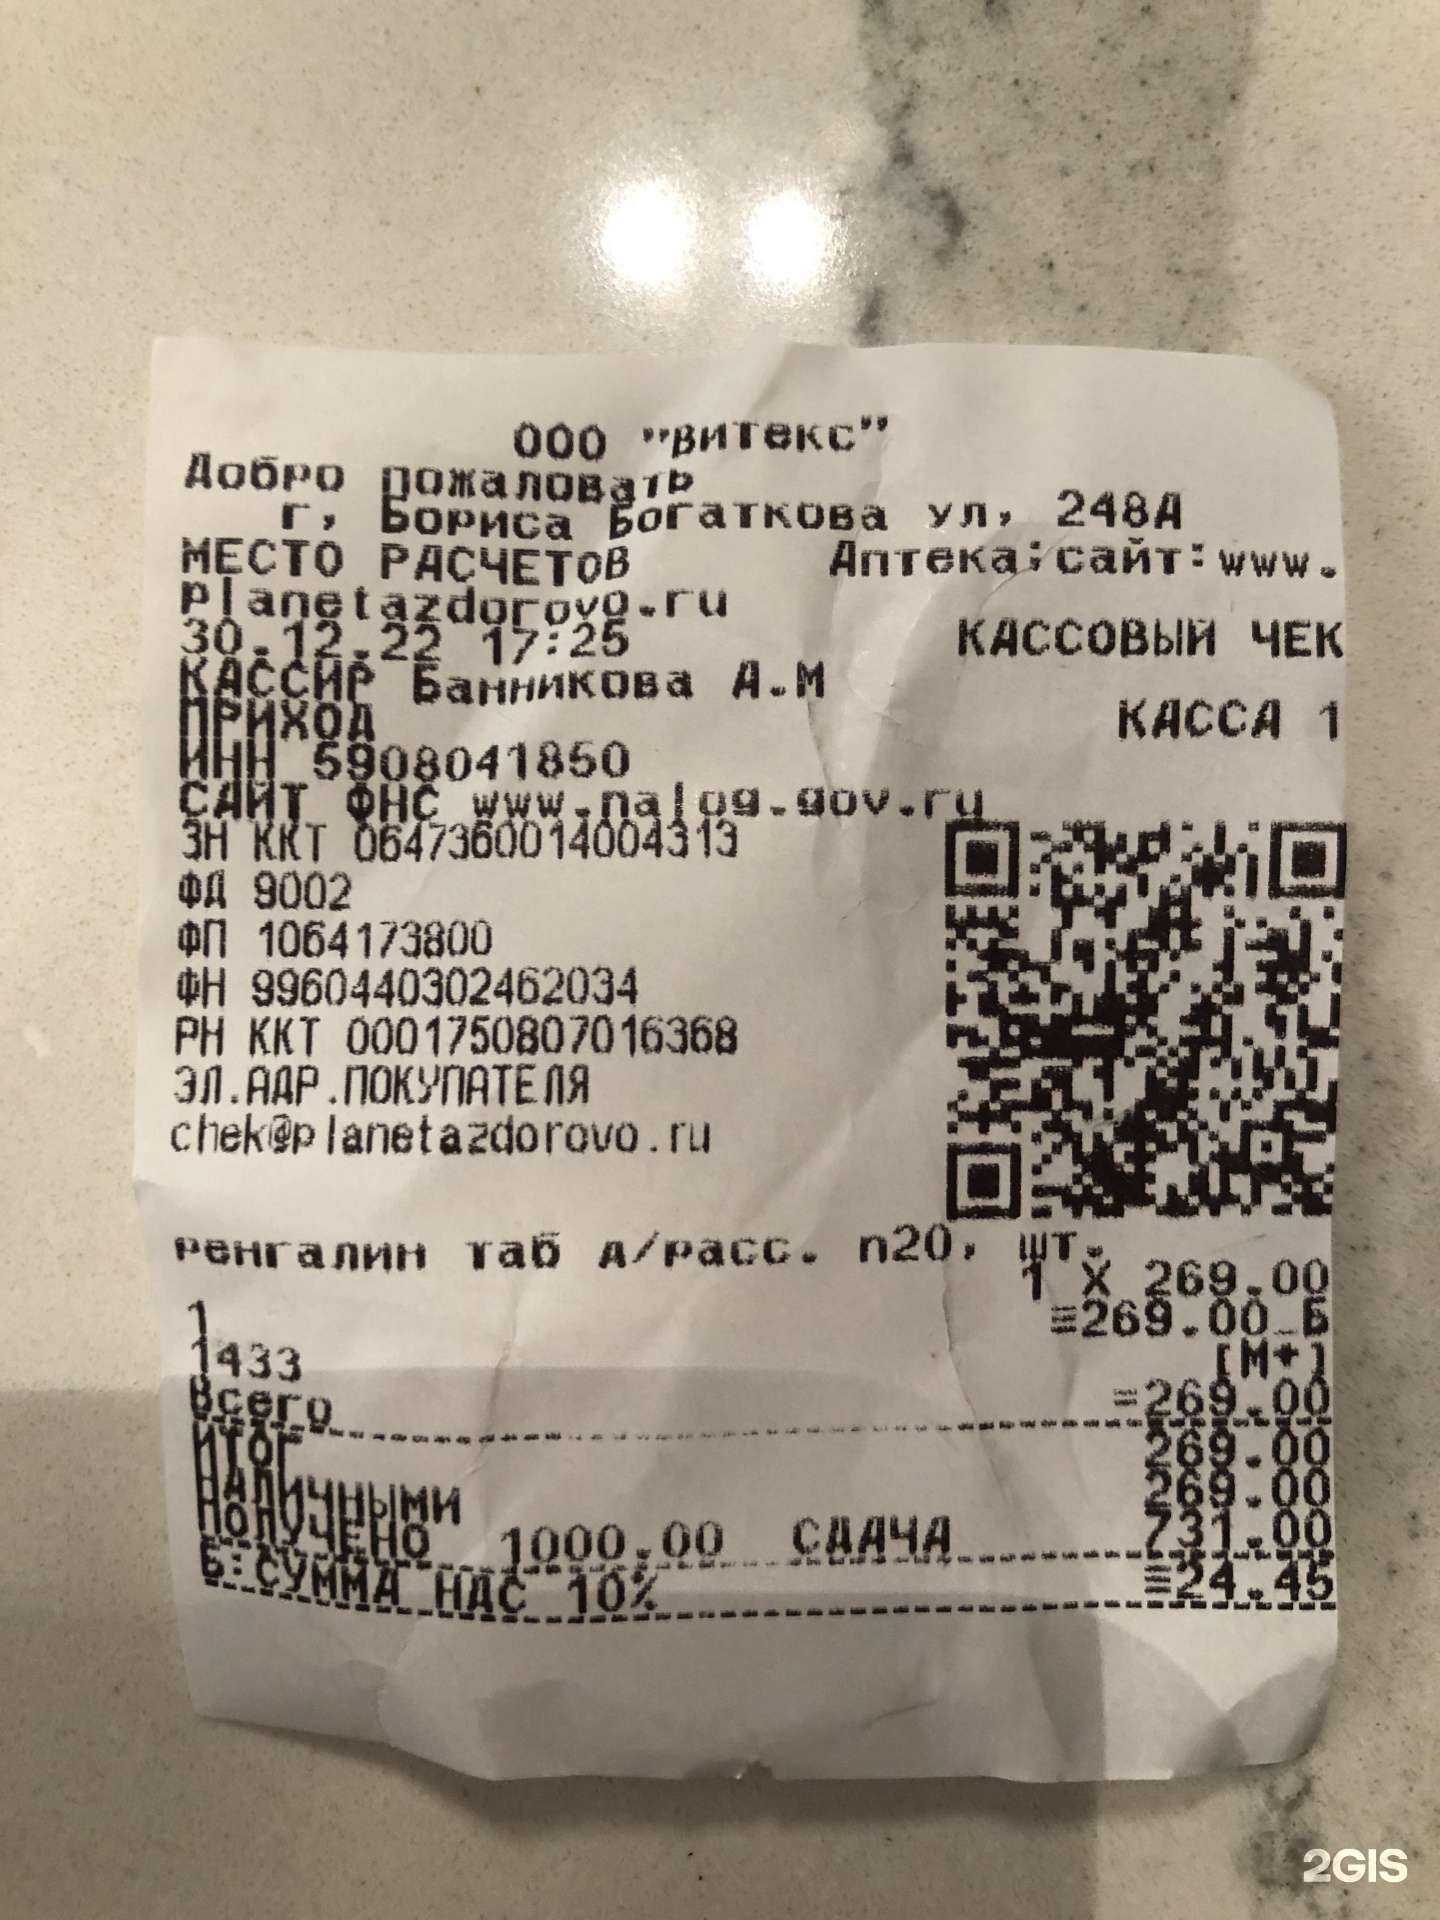 ООО "Витекс"
Добро пожаловать
г, Бориса Богаткова ул, 248А
МЕСТО РАСЧЕТОВ Аптека;сайт:www.
planetazdorovo.ru
30.12.22 17:25 КАССОВЫЙ ЧЕК
КАССИР Банникова А.М
ПРИХОД КАССА 1
ИНН 5908041850
САЙТ ФНС www.nalog.gov.ru
ЗН ККТ 0647360014004313
ФД 9002
ФП 1064173800
ФН 9960440302462034
РН ККТ 0001750807016368
ЭЛ.АДР.ПОКУПАТЕЛЯ
chek@planetazdorovo.ru
Ренгалин таб д/расс. n20, шт.
1 X 269.00
1 ≡269.00 Б
1433 [М+]
Всего =269.00
ИТОГ 269.00
НАЛИЧНЫМИ 269.00
ПОЛУЧЕНО 1000.00 СДАЧА 731.00
Б: СУММА НДС 10% ≡24.45
2GIS